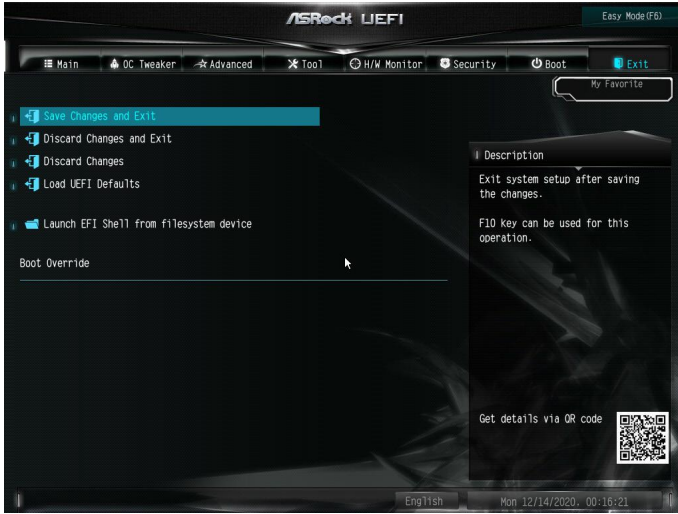 ASRock UEFI
Easy Mode(F6)
Main
OC Tweaker
Advanced
Tool
H/W Monitor
Security
Boot
Exit
My Favorite
Save Changes and Exit
Discard Changes and Exit
Discard Changes
Load UEFI Defaults
Launch EFI Shell from filesystem device
Boot Override
Description
Exit system setup after saving
the changes.
F10 key can be used for this
operation.
Get details via QR code
English
Mon 12/14/2020, 00:16:21